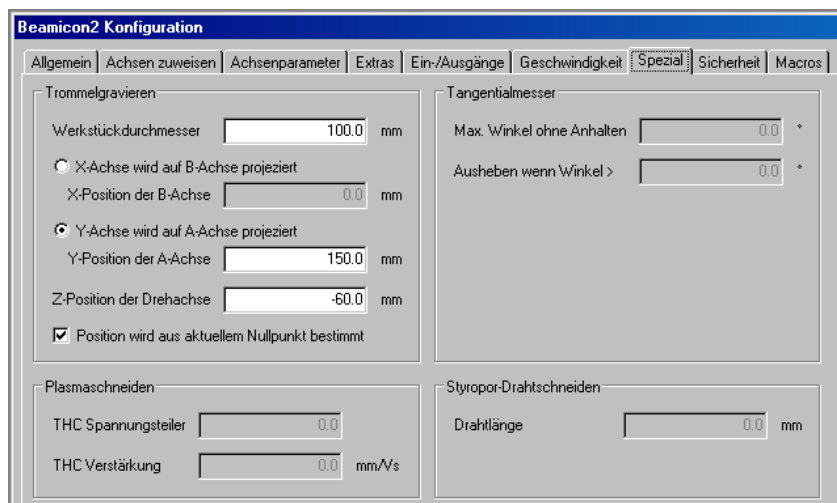 Beamicon2 Konfiguration
Allgemein Achsen zuweisen Achsenparameter Extras Ein-/Ausgänge Geschwindigkeit Spezial Sicherheit Macros
Trommelgravieren
Werkstückdurchmesser 100.0 mm
X-Achse wird auf B-Achse projeziert
X-Position der B-Achse 0.0 mm
Y-Achse wird auf A-Achse projeziert
Y-Position der A-Achse 150.0 mm
Z-Position der Drehachse -60.0 mm
Position wird aus aktuellem Nullpunkt bestimmt
Tangentialmesser
Max. Winkel ohne Anhalten 0.0 °
Ausheben wenn Winkel > 0.0 °
Plasmaschneiden
THC Spannungsteiler 0.0
THC Verstärkung 0.0 mm/Vs
Styropor-Drahtschneiden
Drahtlänge 0.0 mm